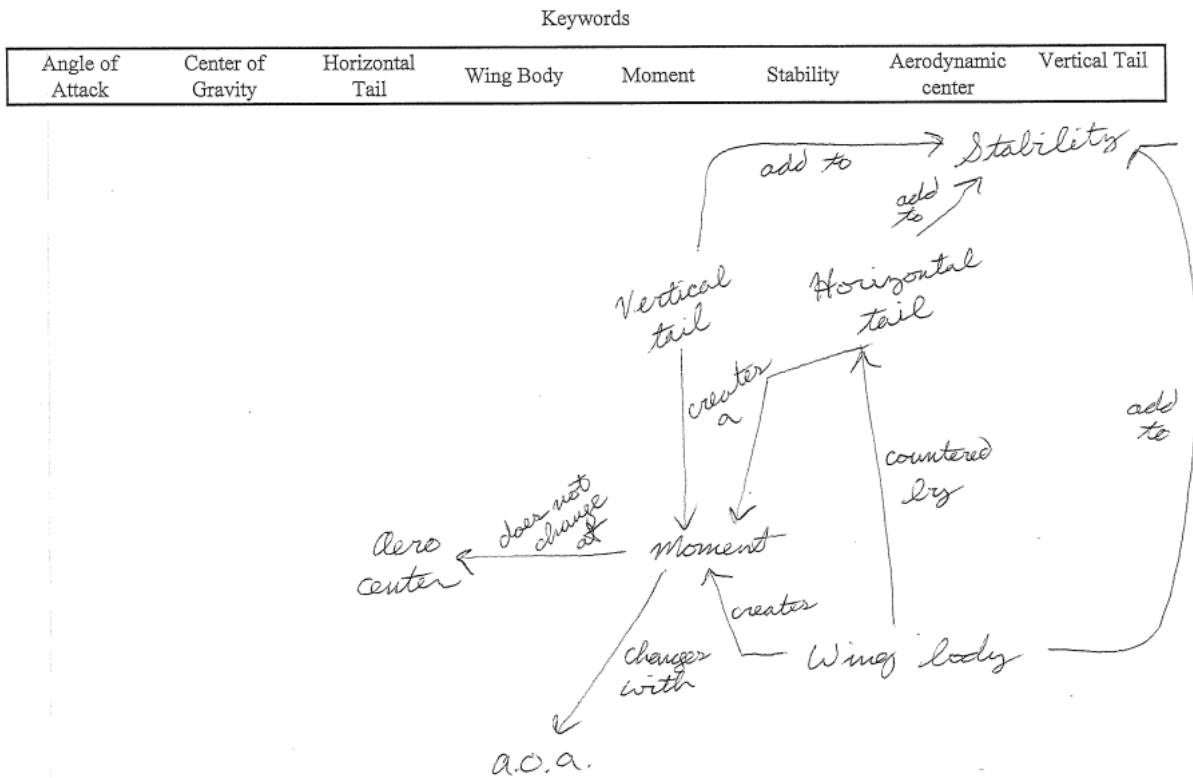 Keywords
Angle of Attack
Center of Gravity
Horizontal Tail
Wing Body
Moment
Stability
Aerodynamic center
Vertical Tail
Stability
add to
add
to
Vertical
tail
Horizontal
tail
creates
a
countered
by
add
to
does not
change
at
Aero
center
Moment
creates
Wing body
changes
with
a.o.a.